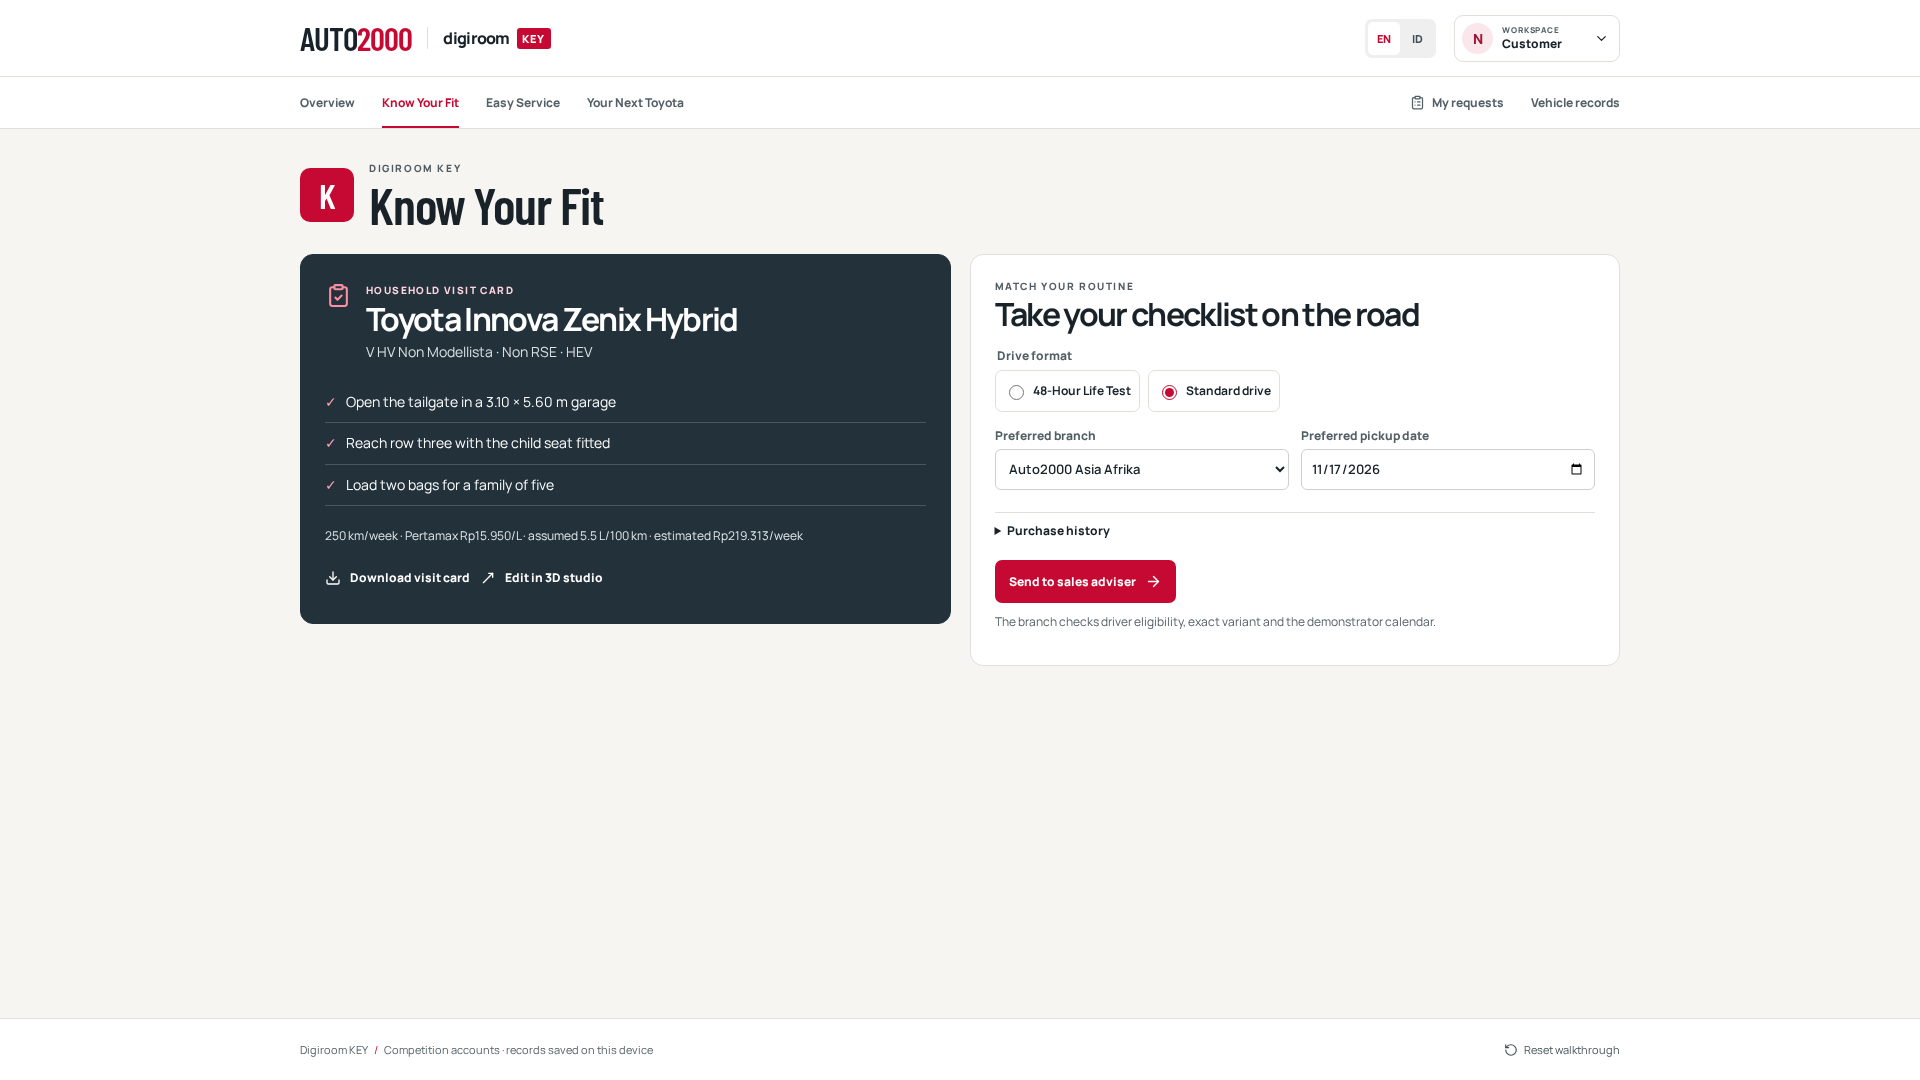 AUTO2000 digiroom KEY
EN ID
N WORKSPACE Customer
Overview Know Your Fit Easy Service Your Next Toyota My requests Vehicle records
K
DIGIROOM KEY
Know Your Fit
HOUSEHOLD VISIT CARD
Toyota Innova Zenix Hybrid
V HV Non Modellista · Non RSE · HEV
✓ Open the tailgate in a 3.10 × 5.60 m garage
✓ Reach row three with the child seat fitted
✓ Load two bags for a family of five
250 km/week · Pertamax Rp15.950/L · assumed 5.5 L/100 km · estimated Rp219.313/week
Download visit card Edit in 3D studio
MATCH YOUR ROUTINE
Take your checklist on the road
Drive format
48-Hour Life Test Standard drive
Preferred branch Preferred pickup date
Auto2000 Asia Afrika 11/17/2026
Purchase history
Send to sales adviser
The branch checks driver eligibility, exact variant and the demonstrator calendar.
Digiroom KEY / Competition accounts · records saved on this device Reset walkthrough